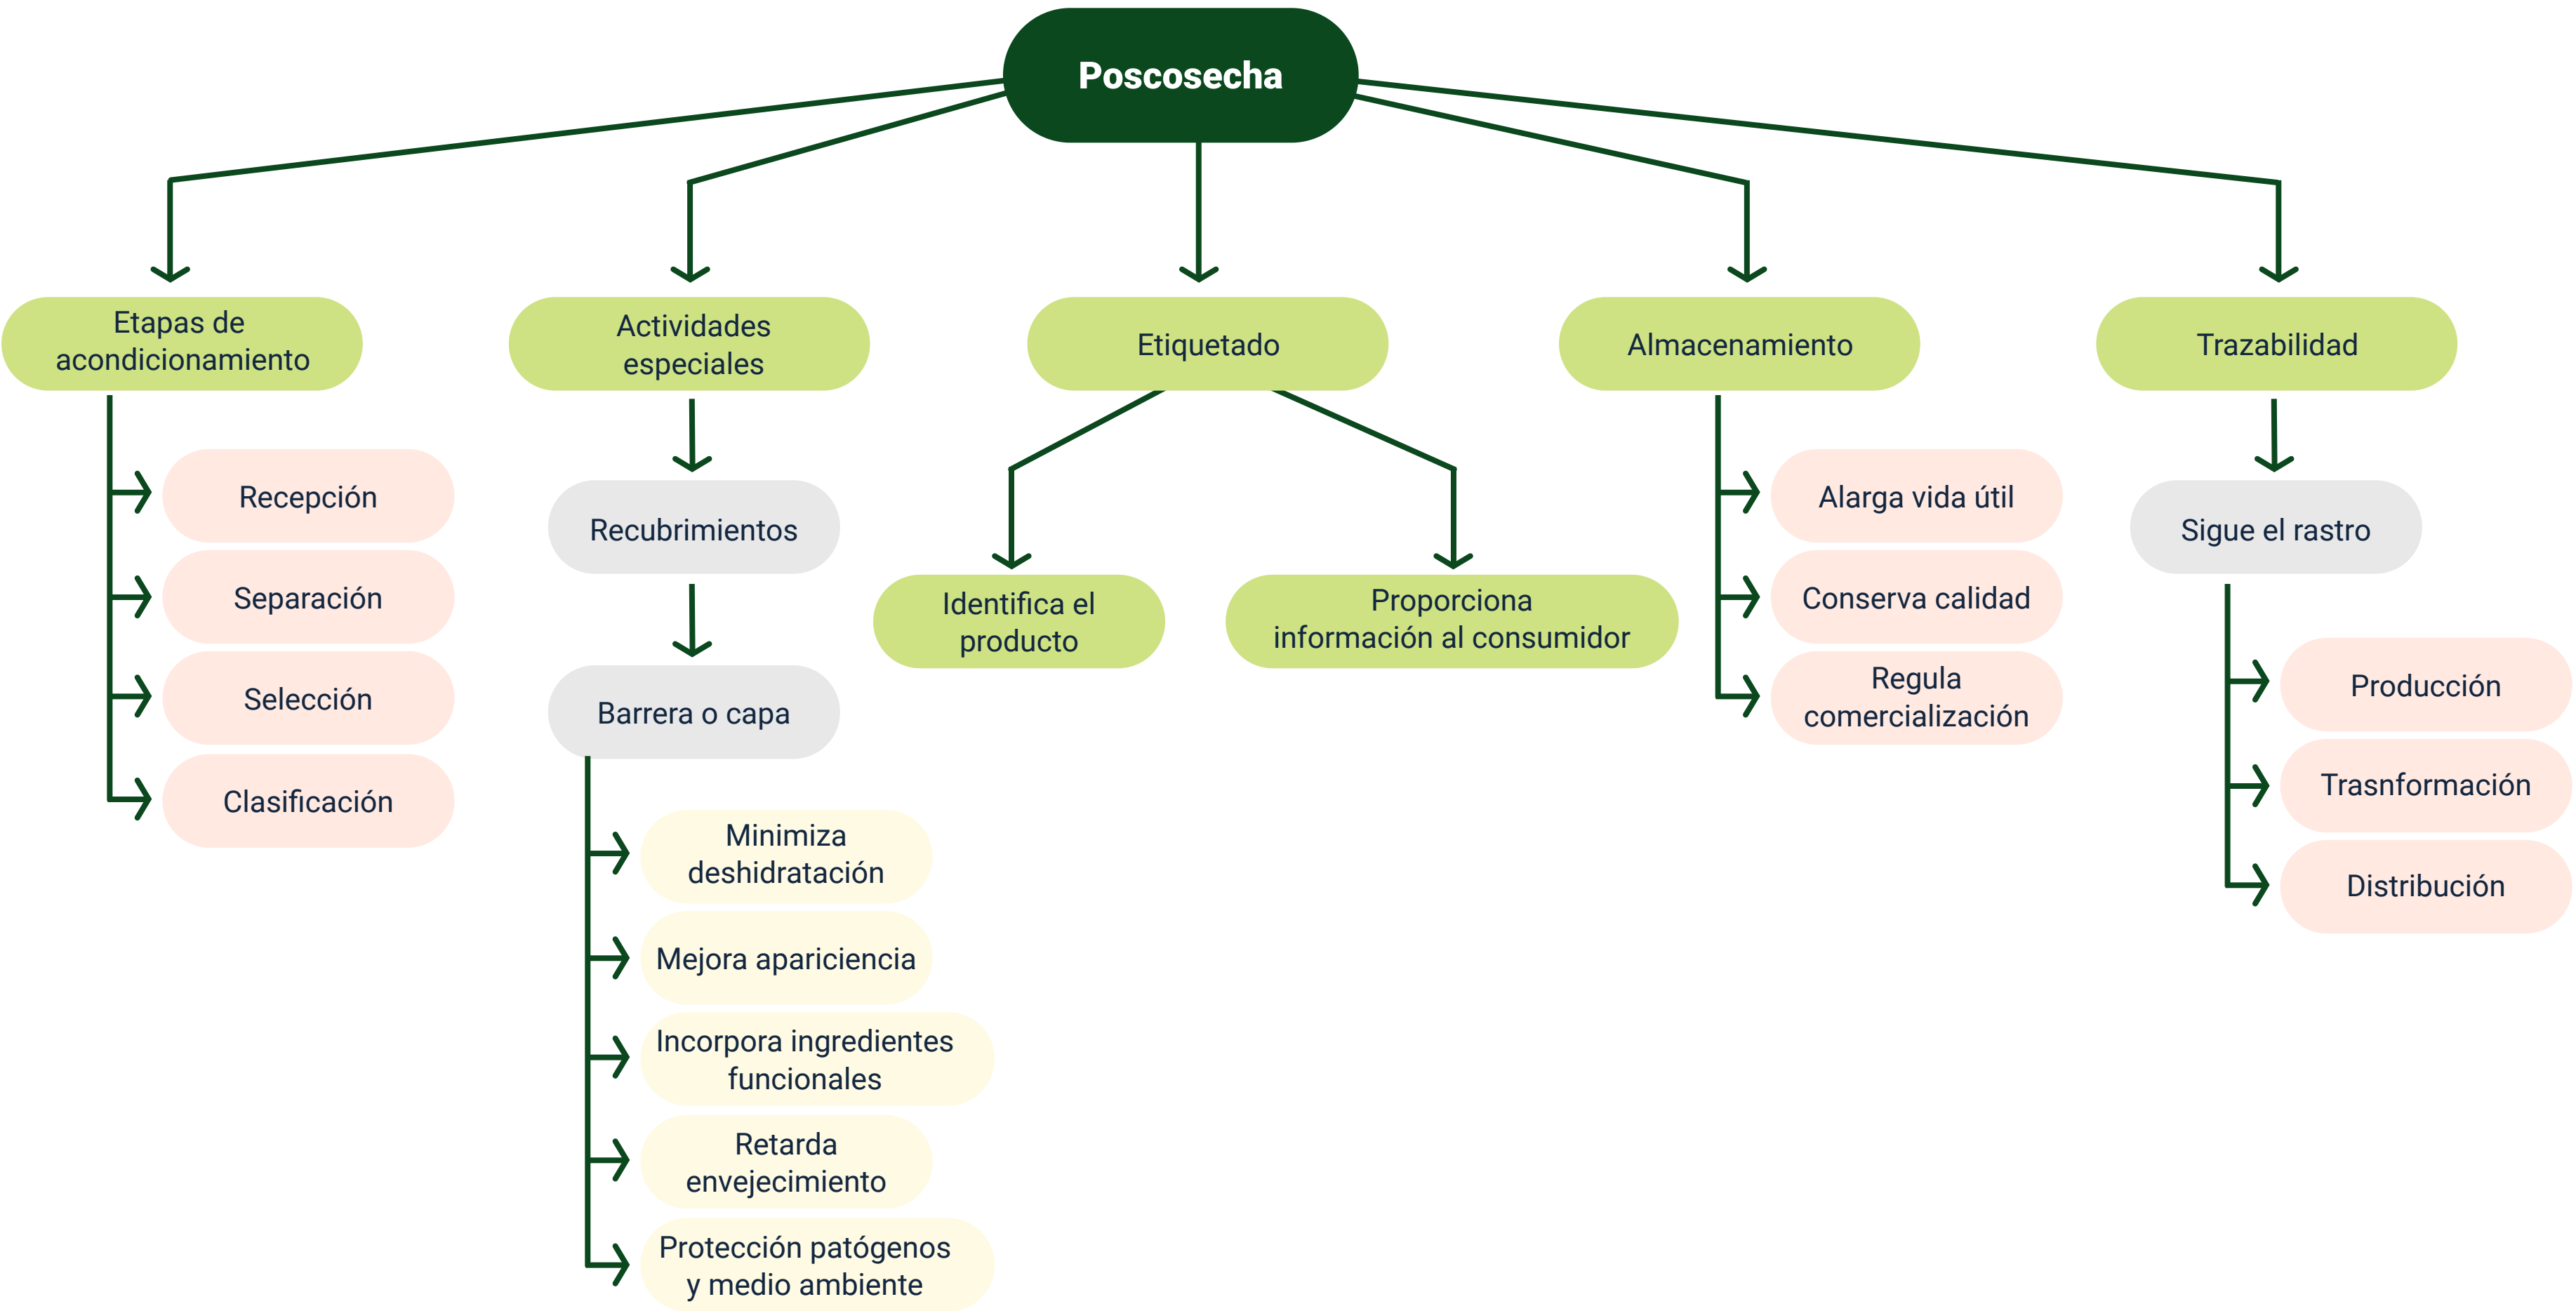 Poscosecha
Etapas de
acondicionamiento
Recepción
Separación
Selección
Clasificación
Actividades
especiales
Recubrimientos
Barrera o capa
Minimiza
deshidratación
Mejora apariciencia
Incorpora ingredientes
funcionales
Retarda
envejecimiento
Protección patógenos
y medio ambiente
Etiquetado
Identifica el
producto
Proporciona
información al consumidor
Almacenamiento
Alarga vida útil
Conserva calidad
Regula
comercialización
Trazabilidad
Sigue el rastro
Producción
Trasnformación
Distribución